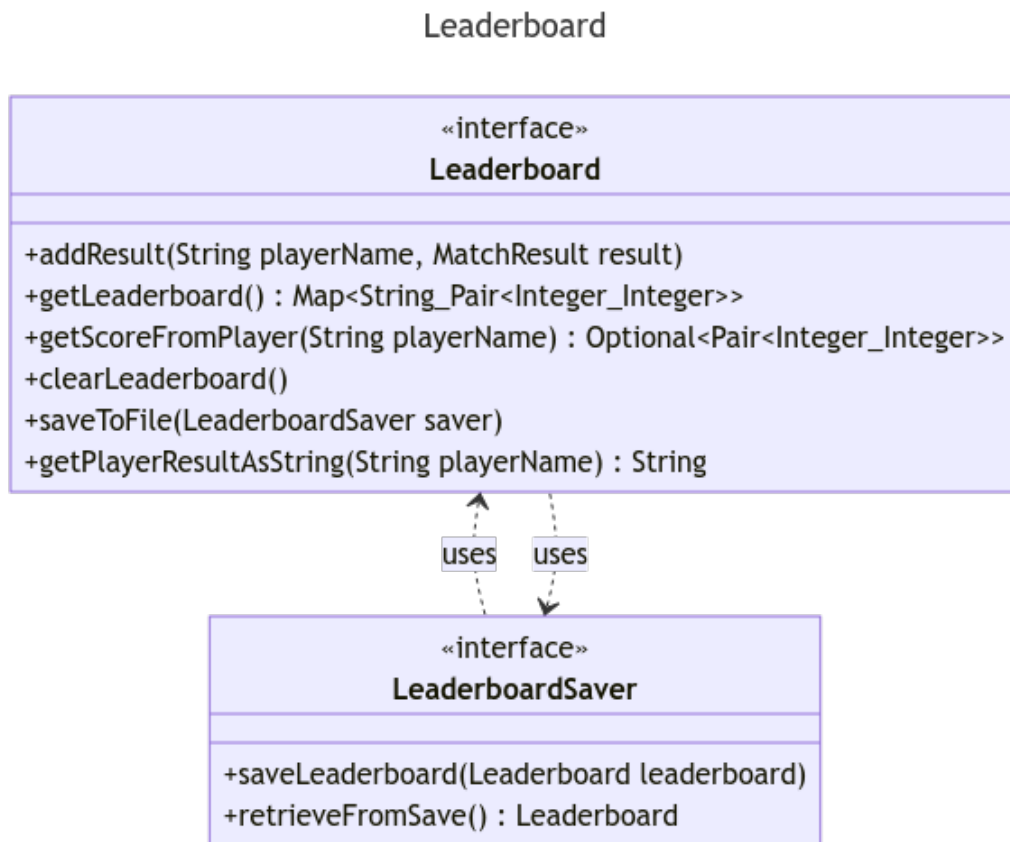 Leaderboard
«interface»
Leaderboard
+addResult(String playerName, MatchResult result)
+getLeaderboard() : Map<String_Pair<Integer_Integer>>
+getScoreFromPlayer(String playerName) : Optional<Pair<Integer_Integer>>
+clearLeaderboard()
+saveToFile(LeaderboardSaver saver)
+getPlayerResultAsString(String playerName) : String
uses uses
«interface»
LeaderboardSaver
+saveLeaderboard(Leaderboard leaderboard)
+retrieveFromSave() : Leaderboard